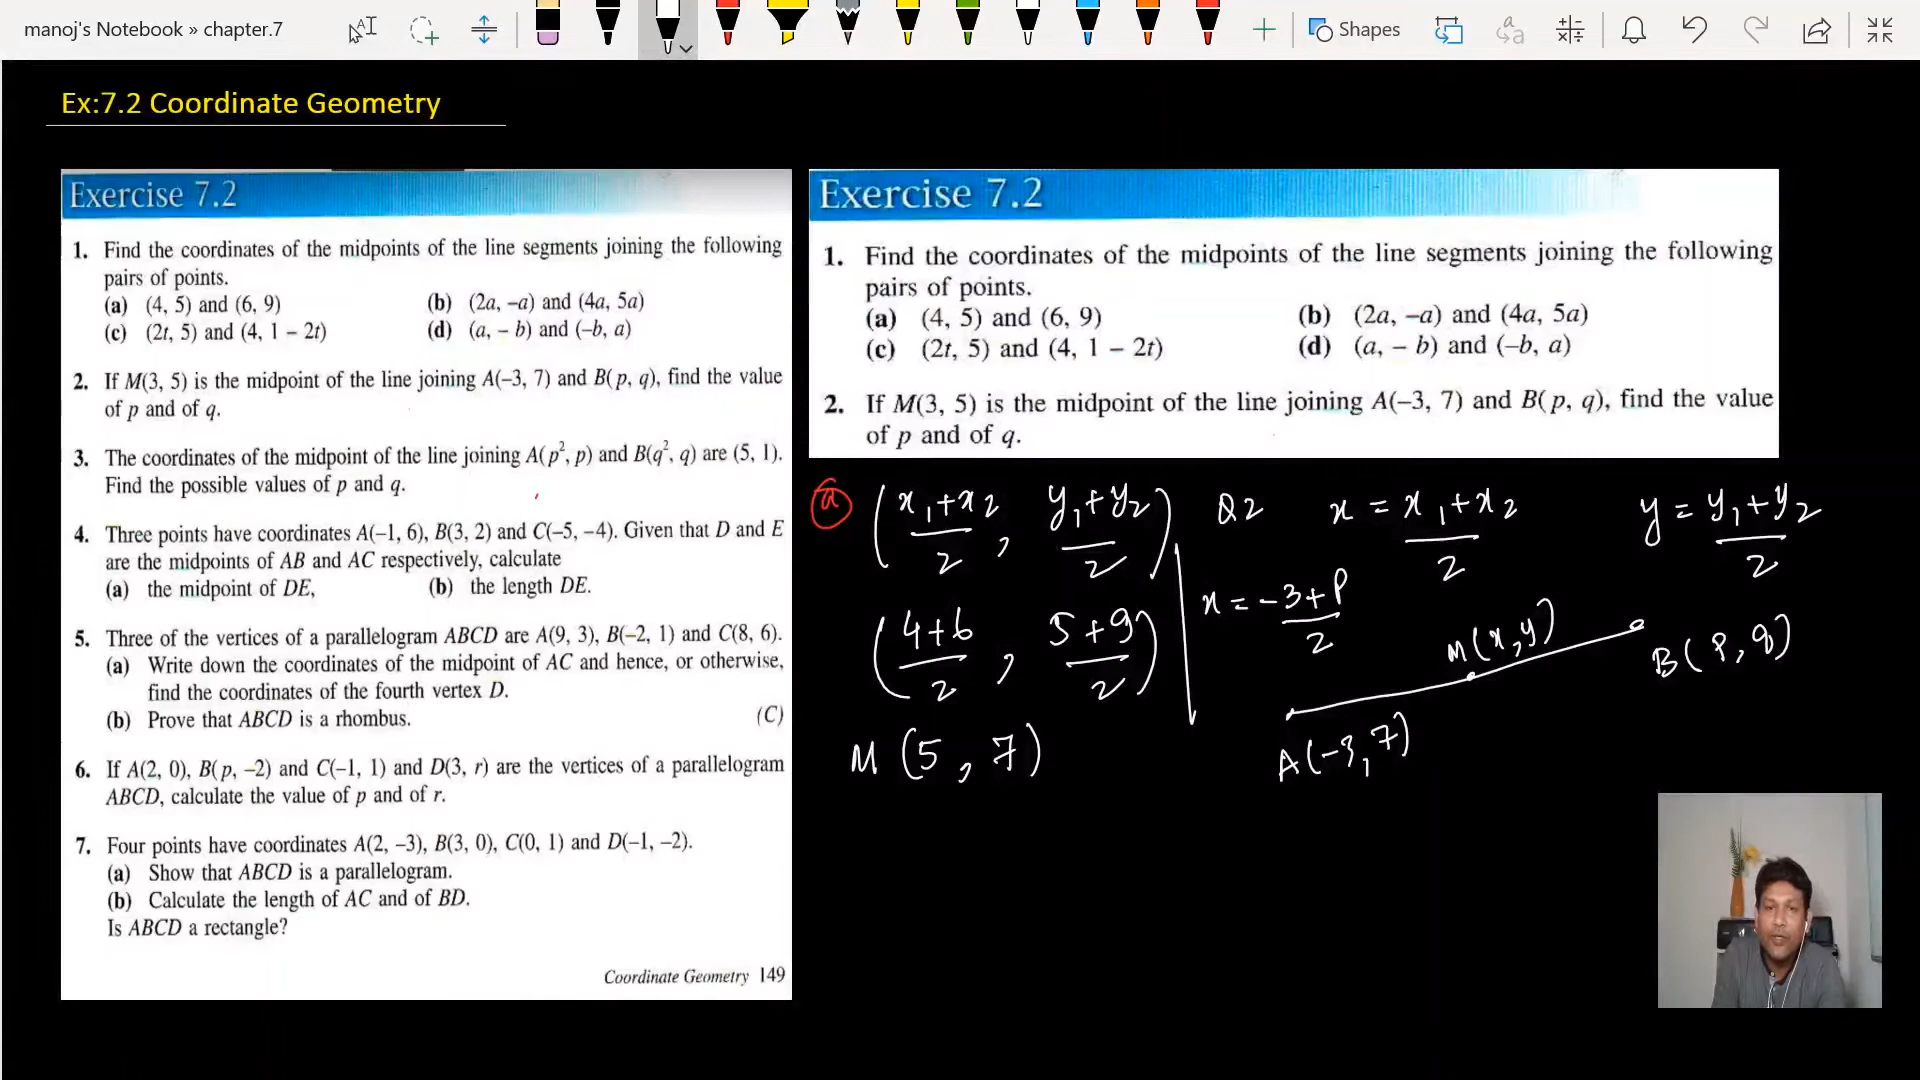 manoj's Notebook » chapter.7
Shapes
Ex:7.2 Coordinate Geometry
Exercise 7.2
1. Find the coordinates of the midpoints of the line segments joining the following
pairs of points.
(a) (4, 5) and (6, 9) (b) (2a, –a) and (4a, 5a)
(c) (2t, 5) and (4, 1 – 2t) (d) (a, – b) and (–b, a)
2. If M(3, 5) is the midpoint of the line joining A(–3, 7) and B(p, q), find the value
of p and of q.
3. The coordinates of the midpoint of the line joining A(p², p) and B(q², q) are (5, 1).
Find the possible values of p and q.
4. Three points have coordinates A(–1, 6), B(3, 2) and C(–5, –4). Given that D and E
are the midpoints of AB and AC respectively, calculate
(a) the midpoint of DE, (b) the length DE.
5. Three of the vertices of a parallelogram ABCD are A(9, 3), B(–2, 1) and C(8, 6).
(a) Write down the coordinates of the midpoint of AC and hence, or otherwise,
find the coordinates of the fourth vertex D.
(b) Prove that ABCD is a rhombus. (C)
6. If A(2, 0), B(p, –2) and C(–1, 1) and D(3, r) are the vertices of a parallelogram
ABCD, calculate the value of p and of r.
7. Four points have coordinates A(2, –3), B(3, 0), C(0, 1) and D(–1, –2).
(a) Show that ABCD is a parallelogram.
(b) Calculate the length of AC and of BD.
Is ABCD a rectangle?
Coordinate Geometry 149
Exercise 7.2
1. Find the coordinates of the midpoints of the line segments joining the following
pairs of points.
(a) (4, 5) and (6, 9) (b) (2a, –a) and (4a, 5a)
(c) (2t, 5) and (4, 1 – 2t) (d) (a, – b) and (–b, a)
2. If M(3, 5) is the midpoint of the line joining A(–3, 7) and B(p, q), find the value
of p and of q.
a ( x₁+x₂ / 2 , y₁+y₂ / 2 )
( 4+6 / 2 , 5+9 / 2 )
M (5, 7)
Q2 x = x₁+x₂ / 2 y = y₁+y₂ / 2
x = -3+P / 2
M(x,y)
B(P, q)
A(-3,7)